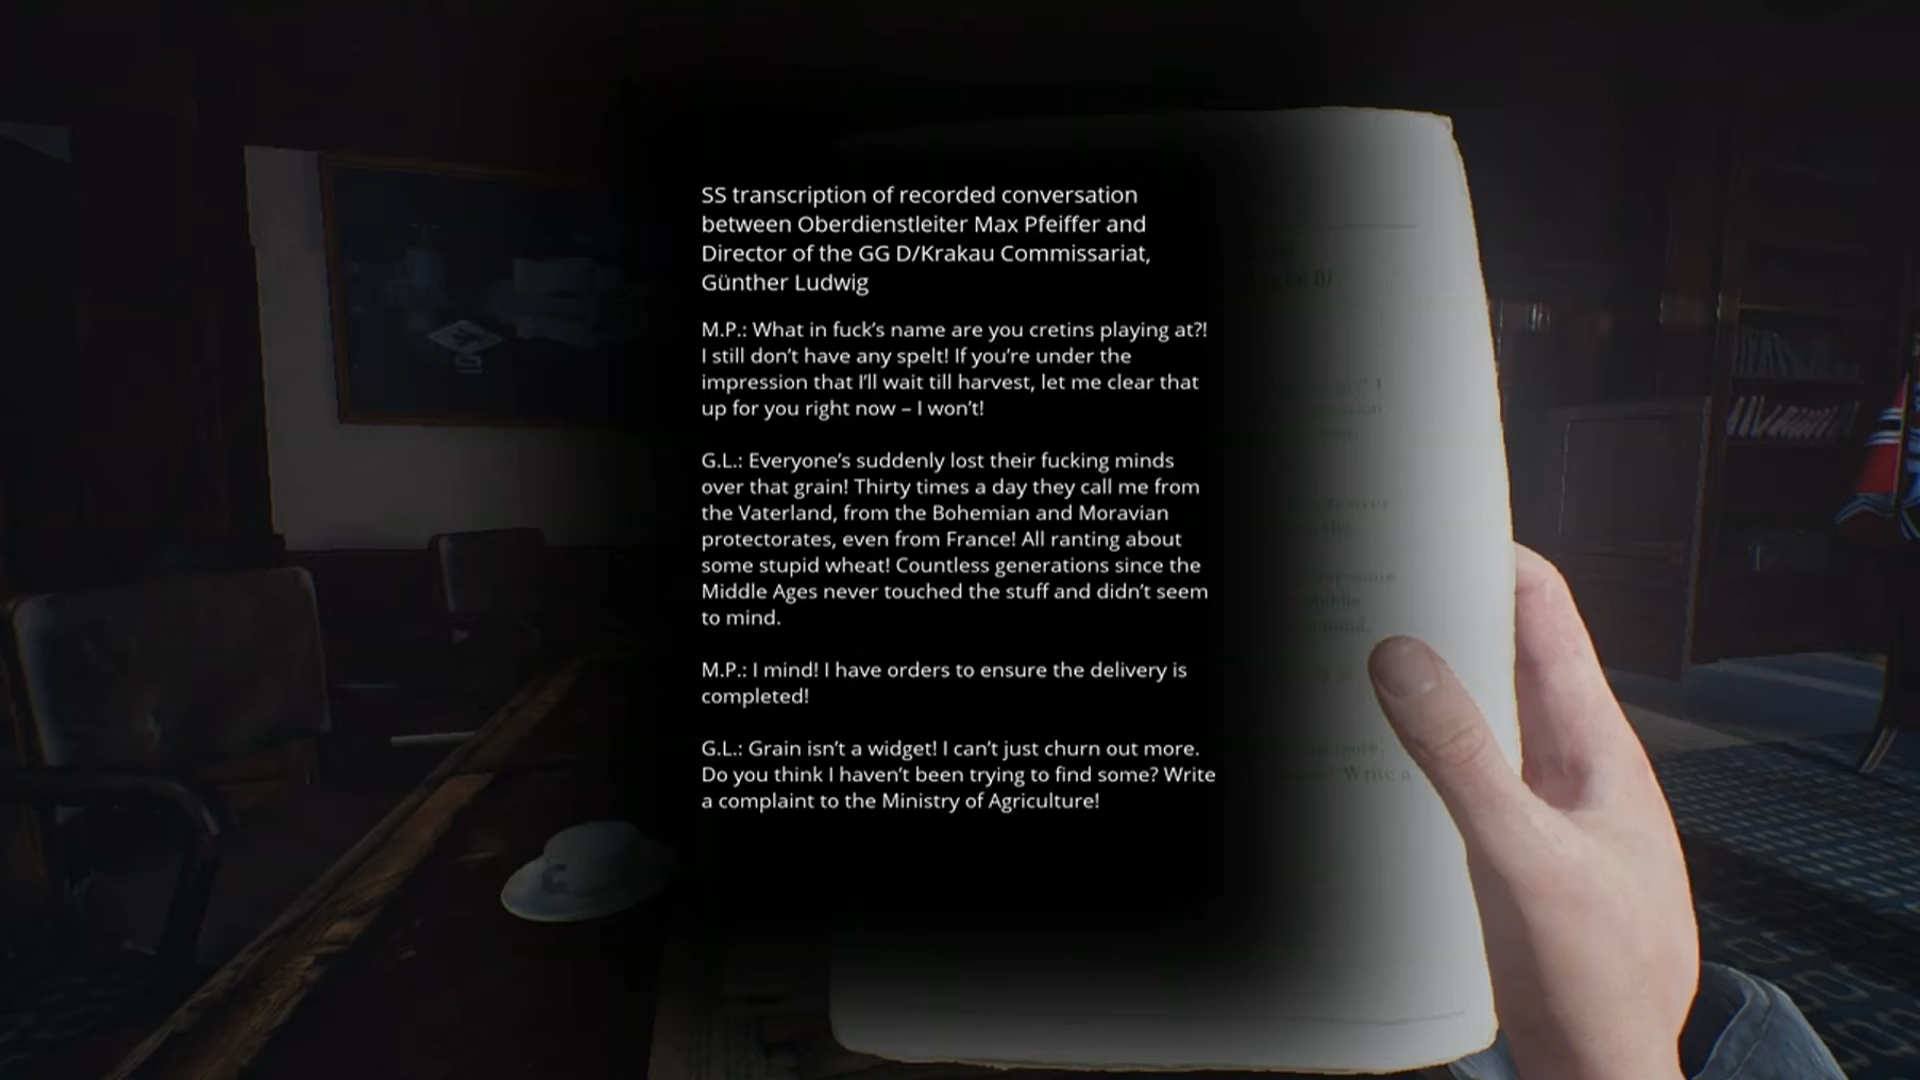 SS transcription of recorded conversation
between Oberdienstleiter Max Pfeiffer and
Director of the GG D/Krakau Commissariat,
Günther Ludwig
M.P.: What in fuck’s name are you cretins playing at?!
I still don’t have any spelt! If you’re under the
impression that I’ll wait till harvest, let me clear that
up for you right now – I won’t!
G.L.: Everyone’s suddenly lost their fucking minds
over that grain! Thirty times a day they call me from
the Vaterland, from the Bohemian and Moravian
protectorates, even from France! All ranting about
some stupid wheat! Countless generations since the
Middle Ages never touched the stuff and didn’t seem
to mind.
M.P.: I mind! I have orders to ensure the delivery is
completed!
G.L.: Grain isn’t a widget! I can’t just churn out more.
Do you think I haven’t been trying to find some? Write
a complaint to the Ministry of Agriculture!